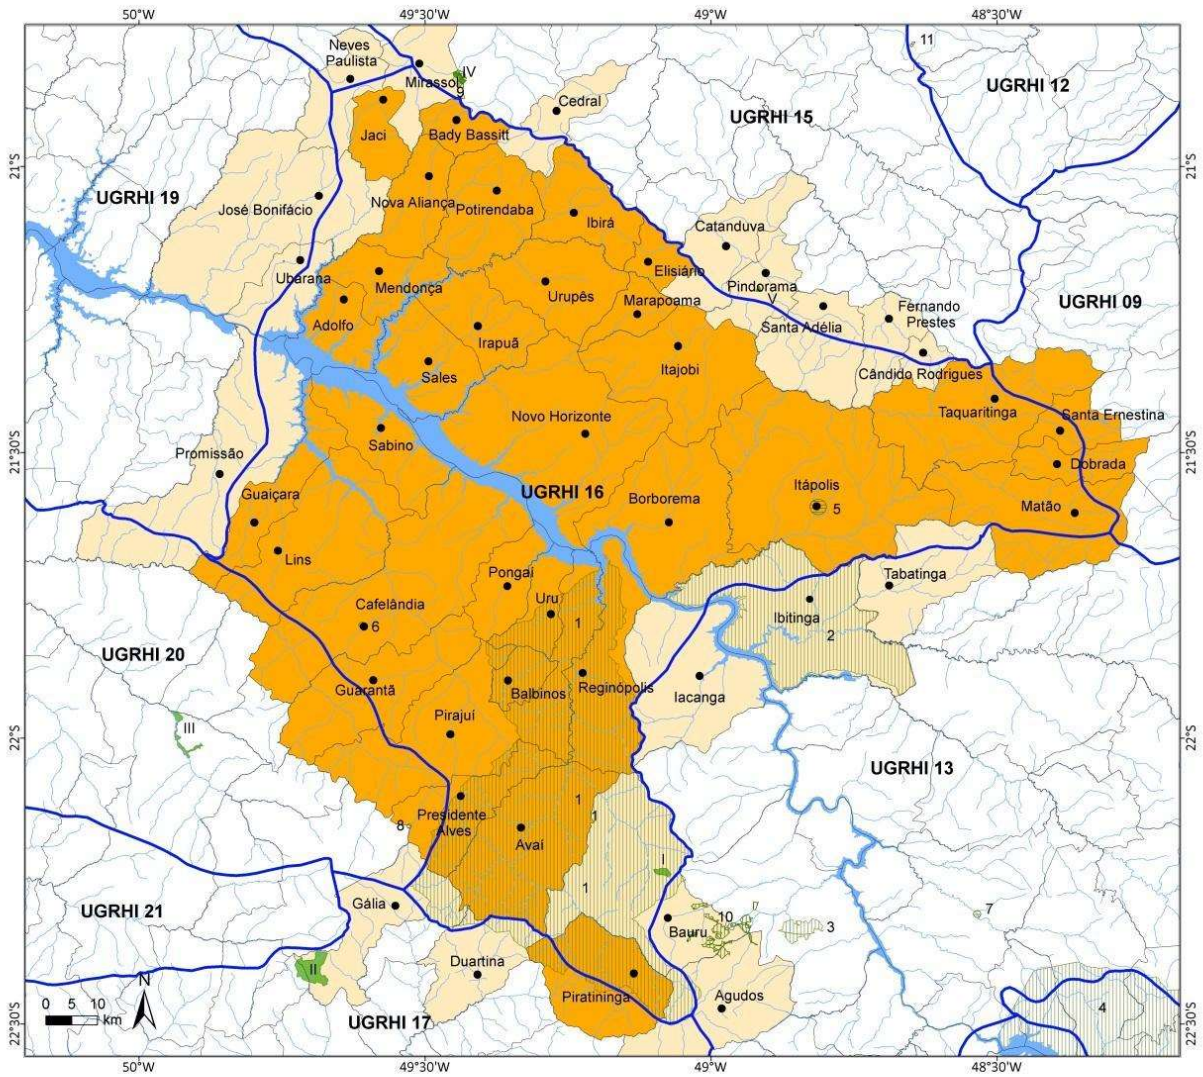 50°W
49°30'W
49°W
48°30'W
Neves
Paulista
Mirassol
IV
9
11
UGRHI 12
Cedral
UGRHI 15
Jaci
Bady Bassitt
21°S
21°S
UGRHI 19
José Bonifácio
Nova Aliança
Potirendaba
Ibirá
Catanduva
Ubarana
Mendonça
Elisiário
Pindorama
V
Urupês
Marapoama
Adolfo
Santa Adélia
Fernando
Prestes
UGRHI 09
Irapuã
Itajobi
Sales
Cândido Rodrigues
Taquaritinga
Santa Ernestina
Novo Horizonte
Sabino
21°30'S
21°30'S
Promissão
Dobrada
Guaiçara
UGRHI 16
Borborema
Itápolis
5
Matão
Lins
Pongaí
Tabatinga
Uru
Cafelândia
6
1
Ibitinga
2
UGRHI 20
Guarantã
Balbinos
Reginópolis
Iacanga
III
Pirajuí
22°S
22°S
UGRHI 13
Presidente
Alves
8
1
1
Avaí
I
1
UGRHI 21
Gália
Bauru
10
3
7
II
Duartina
Piratininga
Agudos
N
0 5 10
km
UGRHI 17
4
22°30'S
22°30'S
50°W
49°30'W
49°W
48°30'W